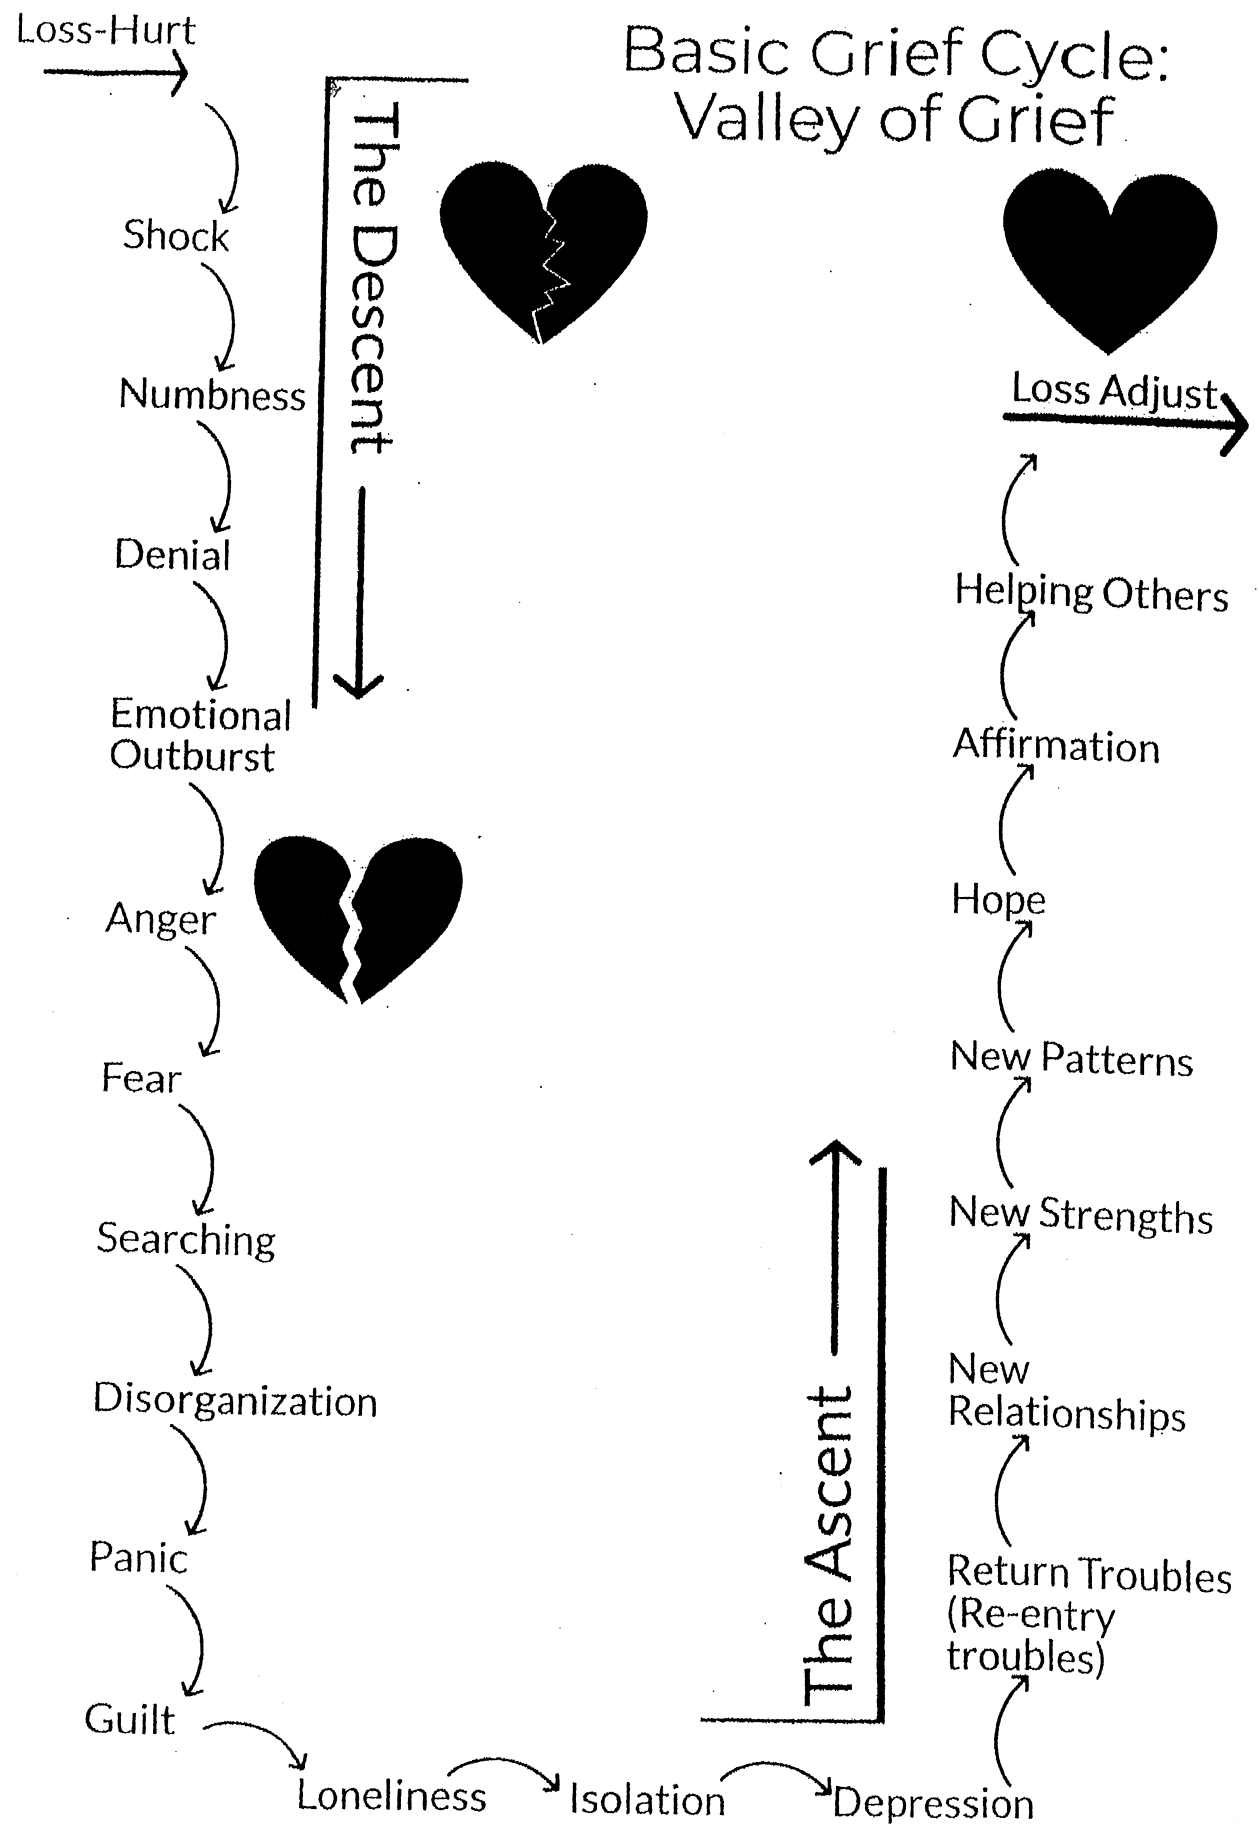 Loss-Hurt
Basic Grief Cycle:
Valley of Grief
The Descent
Shock
Numbness
Denial
Emotional
Outburst
Anger
Fear
Searching
Disorganization
Panic
Guilt
Loneliness
Isolation
Depression
The Ascent
Return Troubles
(Re-entry
troubles)
New
Relationships
New Strengths
New Patterns
Hope
Affirmation
Helping Others
Loss Adjust